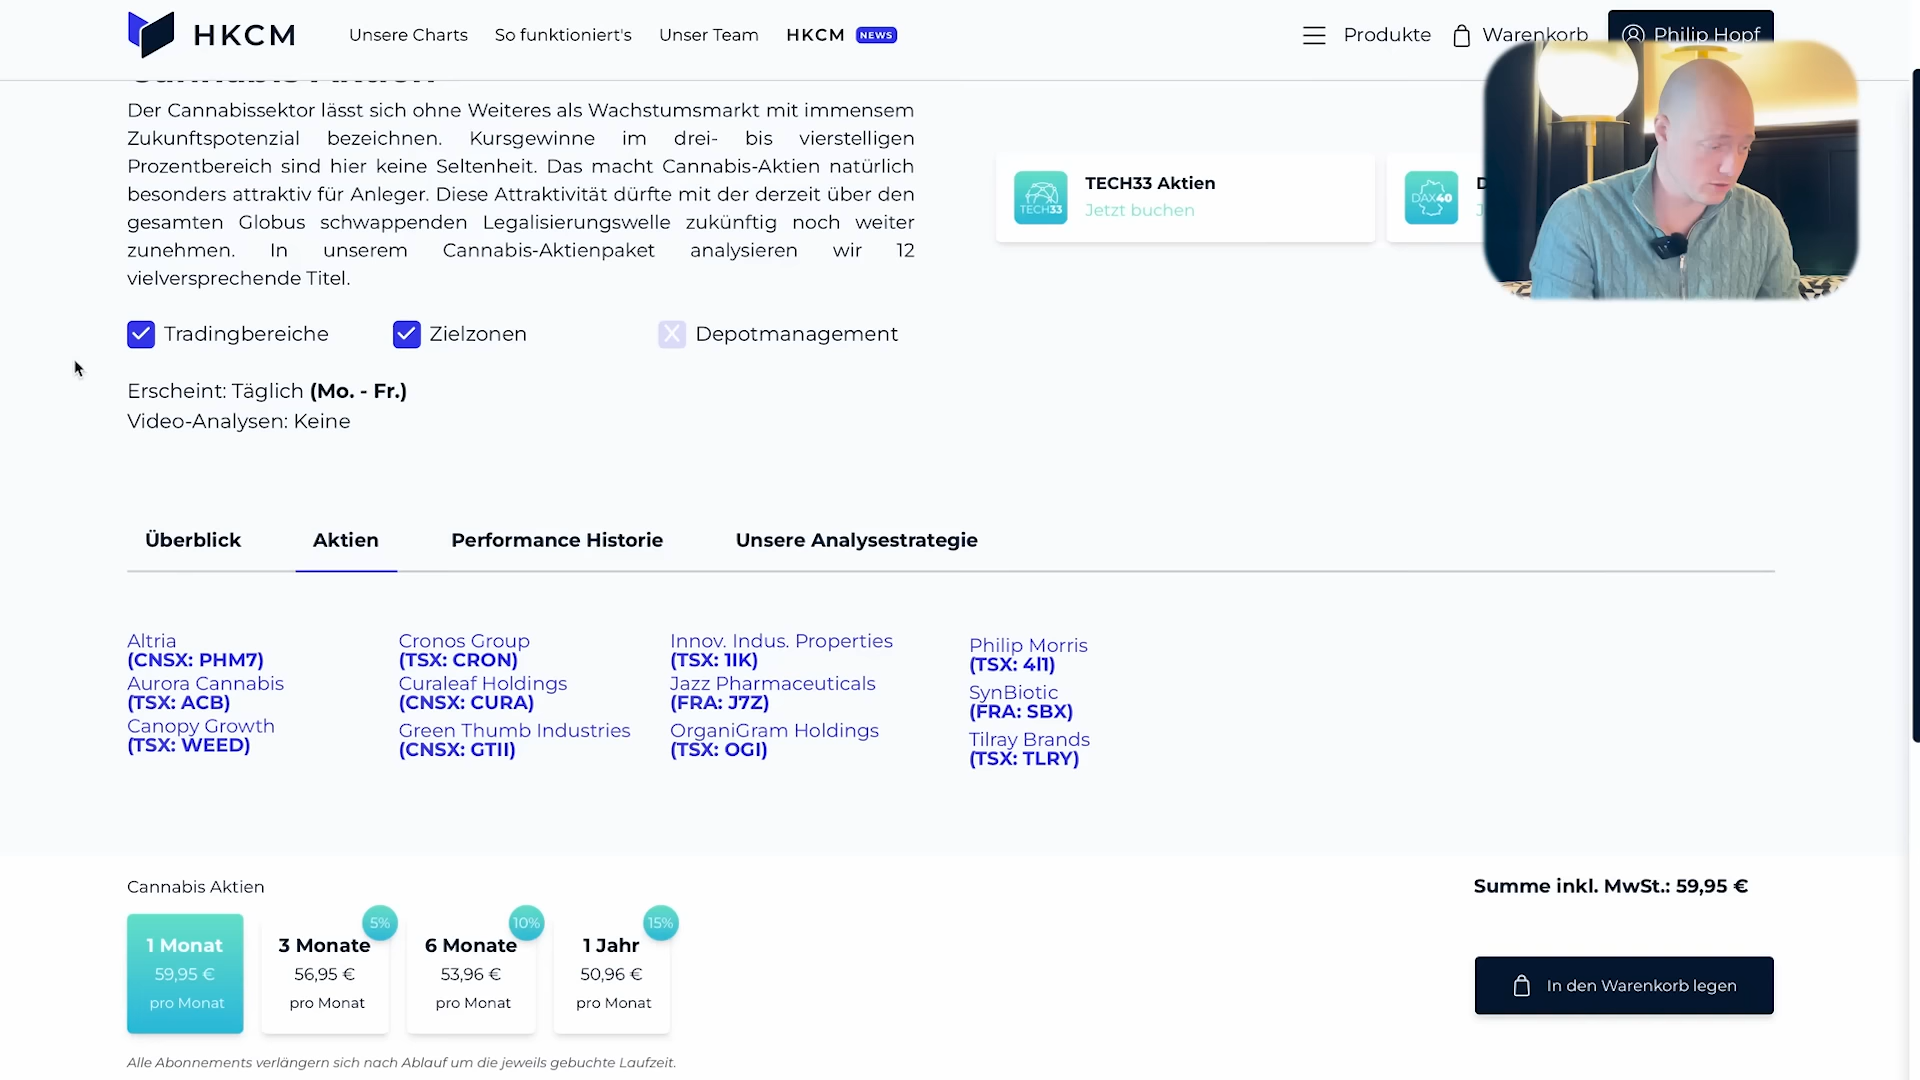 HKCM
Unsere Charts
So funktioniert's
Unser Team
HKCM NEWS
Produkte
Warenkorb
Philip Hopf
Cannabis Aktien
Der Cannabissektor lässt sich ohne Weiteres als Wachstumsmarkt mit immensem
Zukunftspotenzial bezeichnen. Kursgewinne im drei- bis vierstelligen
Prozentbereich sind hier keine Seltenheit. Das macht Cannabis-Aktien natürlich
besonders attraktiv für Anleger. Diese Attraktivität dürfte mit der derzeit über den
gesamten Globus schwappenden Legalisierungswelle zukünftig noch weiter
zunehmen. In unserem Cannabis-Aktienpaket analysieren wir 12
vielversprechende Titel.
TECH33
TECH33 Aktien
Jetzt buchen
DAX40
Tradingbereiche
Zielzonen
Depotmanagement
Erscheint: Täglich (Mo. - Fr.)
Video-Analysen: Keine
Überblick
Aktien
Performance Historie
Unsere Analysestrategie
Altria
(CNSX: PHM7)
Aurora Cannabis
(TSX: ACB)
Canopy Growth
(TSX: WEED)
Cronos Group
(TSX: CRON)
Curaleaf Holdings
(CNSX: CURA)
Green Thumb Industries
(CNSX: GTII)
Innov. Indus. Properties
(TSX: 1IK)
Jazz Pharmaceuticals
(FRA: J7Z)
OrganiGram Holdings
(TSX: OGI)
Philip Morris
(TSX: 4I1)
SynBiotic
(FRA: SBX)
Tilray Brands
(TSX: TLRY)
Cannabis Aktien
1 Monat
59,95 €
pro Monat
5%
3 Monate
56,95 €
pro Monat
10%
6 Monate
53,96 €
pro Monat
15%
1 Jahr
50,96 €
pro Monat
Summe inkl. MwSt.: 59,95 €
In den Warenkorb legen
Alle Abonnements verlängern sich nach Ablauf um die jeweils gebuchte Laufzeit.